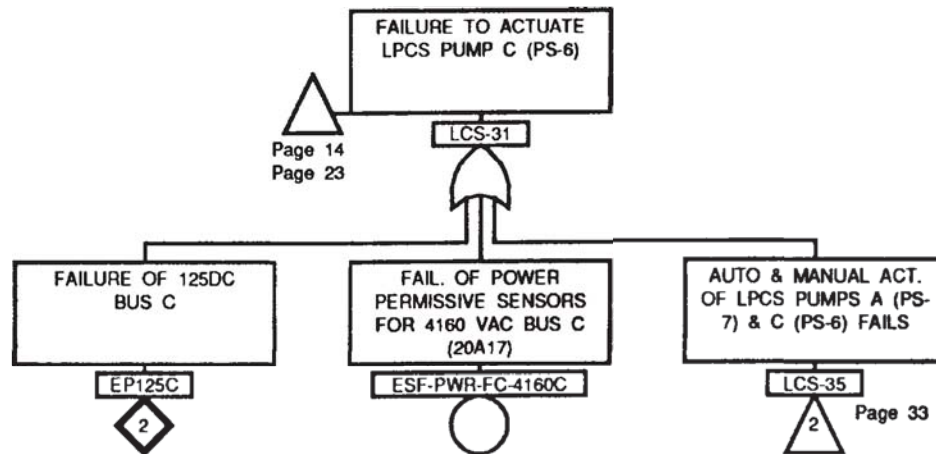 FAILURE TO ACTUATE
LPCS PUMP C (PS-6)
Page 14
Page 23
LCS-31
FAILURE OF 125DC
BUS C
EP125C
2
FAIL. OF POWER
PERMISSIVE SENSORS
FOR 4160 VAC BUS C
(20A17)
ESF-PWR-FC-4160C
AUTO & MANUAL ACT.
OF LPCS PUMPS A (PS-
7) & C (PS-6) FAILS
LCS-35
2
Page 33